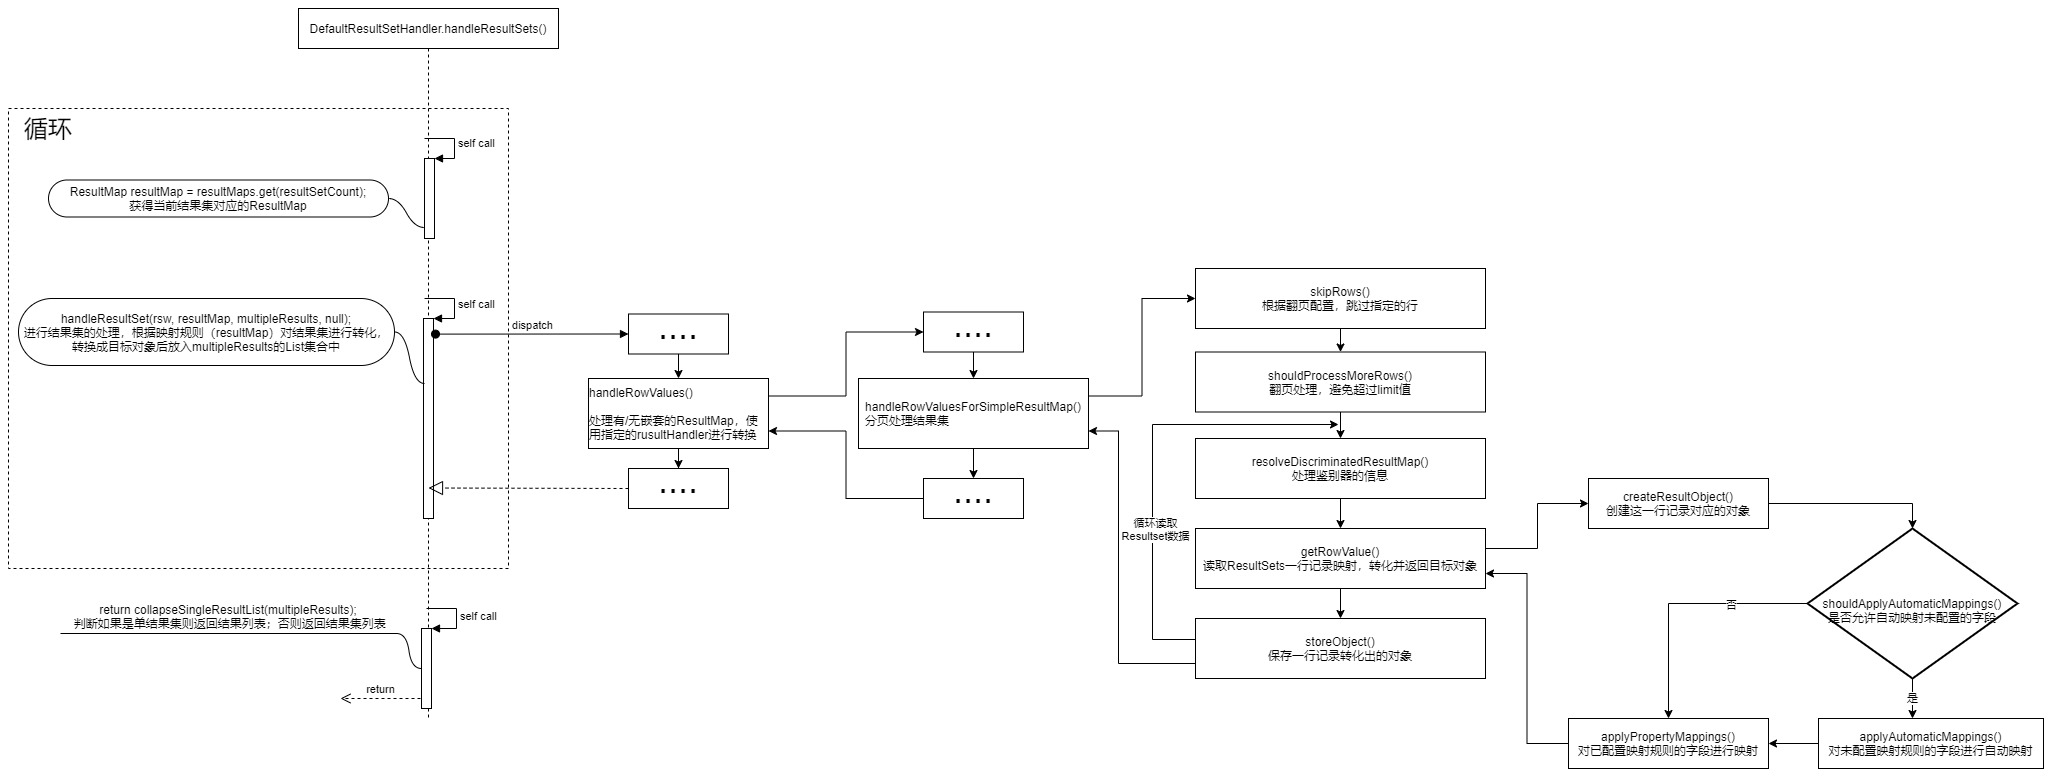 DefaultResultSetHandler.handleResultSets()
循环
self call
ResultMap resultMap = resultMaps.get(resultSetCount);
获得当前结果集对应的ResultMap
self call
handleResultSet(rsw, resultMap, multipleResults, null);
进行结果集的处理，根据映射规则（resultMap）对结果集进行转化，
转换成目标对象后放入multipleResults的List集合中
dispatch
....
handleRowValues()
处理有/无嵌套的ResultMap，使
用指定的rusultHandler进行转换
....
....
handleRowValuesForSimpleResultMap()
分页处理结果集
....
skipRows()
根据翻页配置，跳过指定的行
shouldProcessMoreRows()
翻页处理，避免超过limit值
resolveDiscriminatedResultMap()
处理鉴别器的信息
循环读取
Resultset数据
getRowValue()
读取ResultSets一行记录映射，转化并返回目标对象
storeObject()
保存一行记录转化出的对象
createResultObject()
创建这一行记录对应的对象
shouldApplyAutomaticMappings()
是否允许自动映射未配置的字段
否
是
applyPropertyMappings()
对已配置映射规则的字段进行映射
applyAutomaticMappings()
对未配置映射规则的字段进行自动映射
self call
return collapseSingleResultList(multipleResults);
判断如果是单结果集则返回结果列表；否则返回结果集列表
return